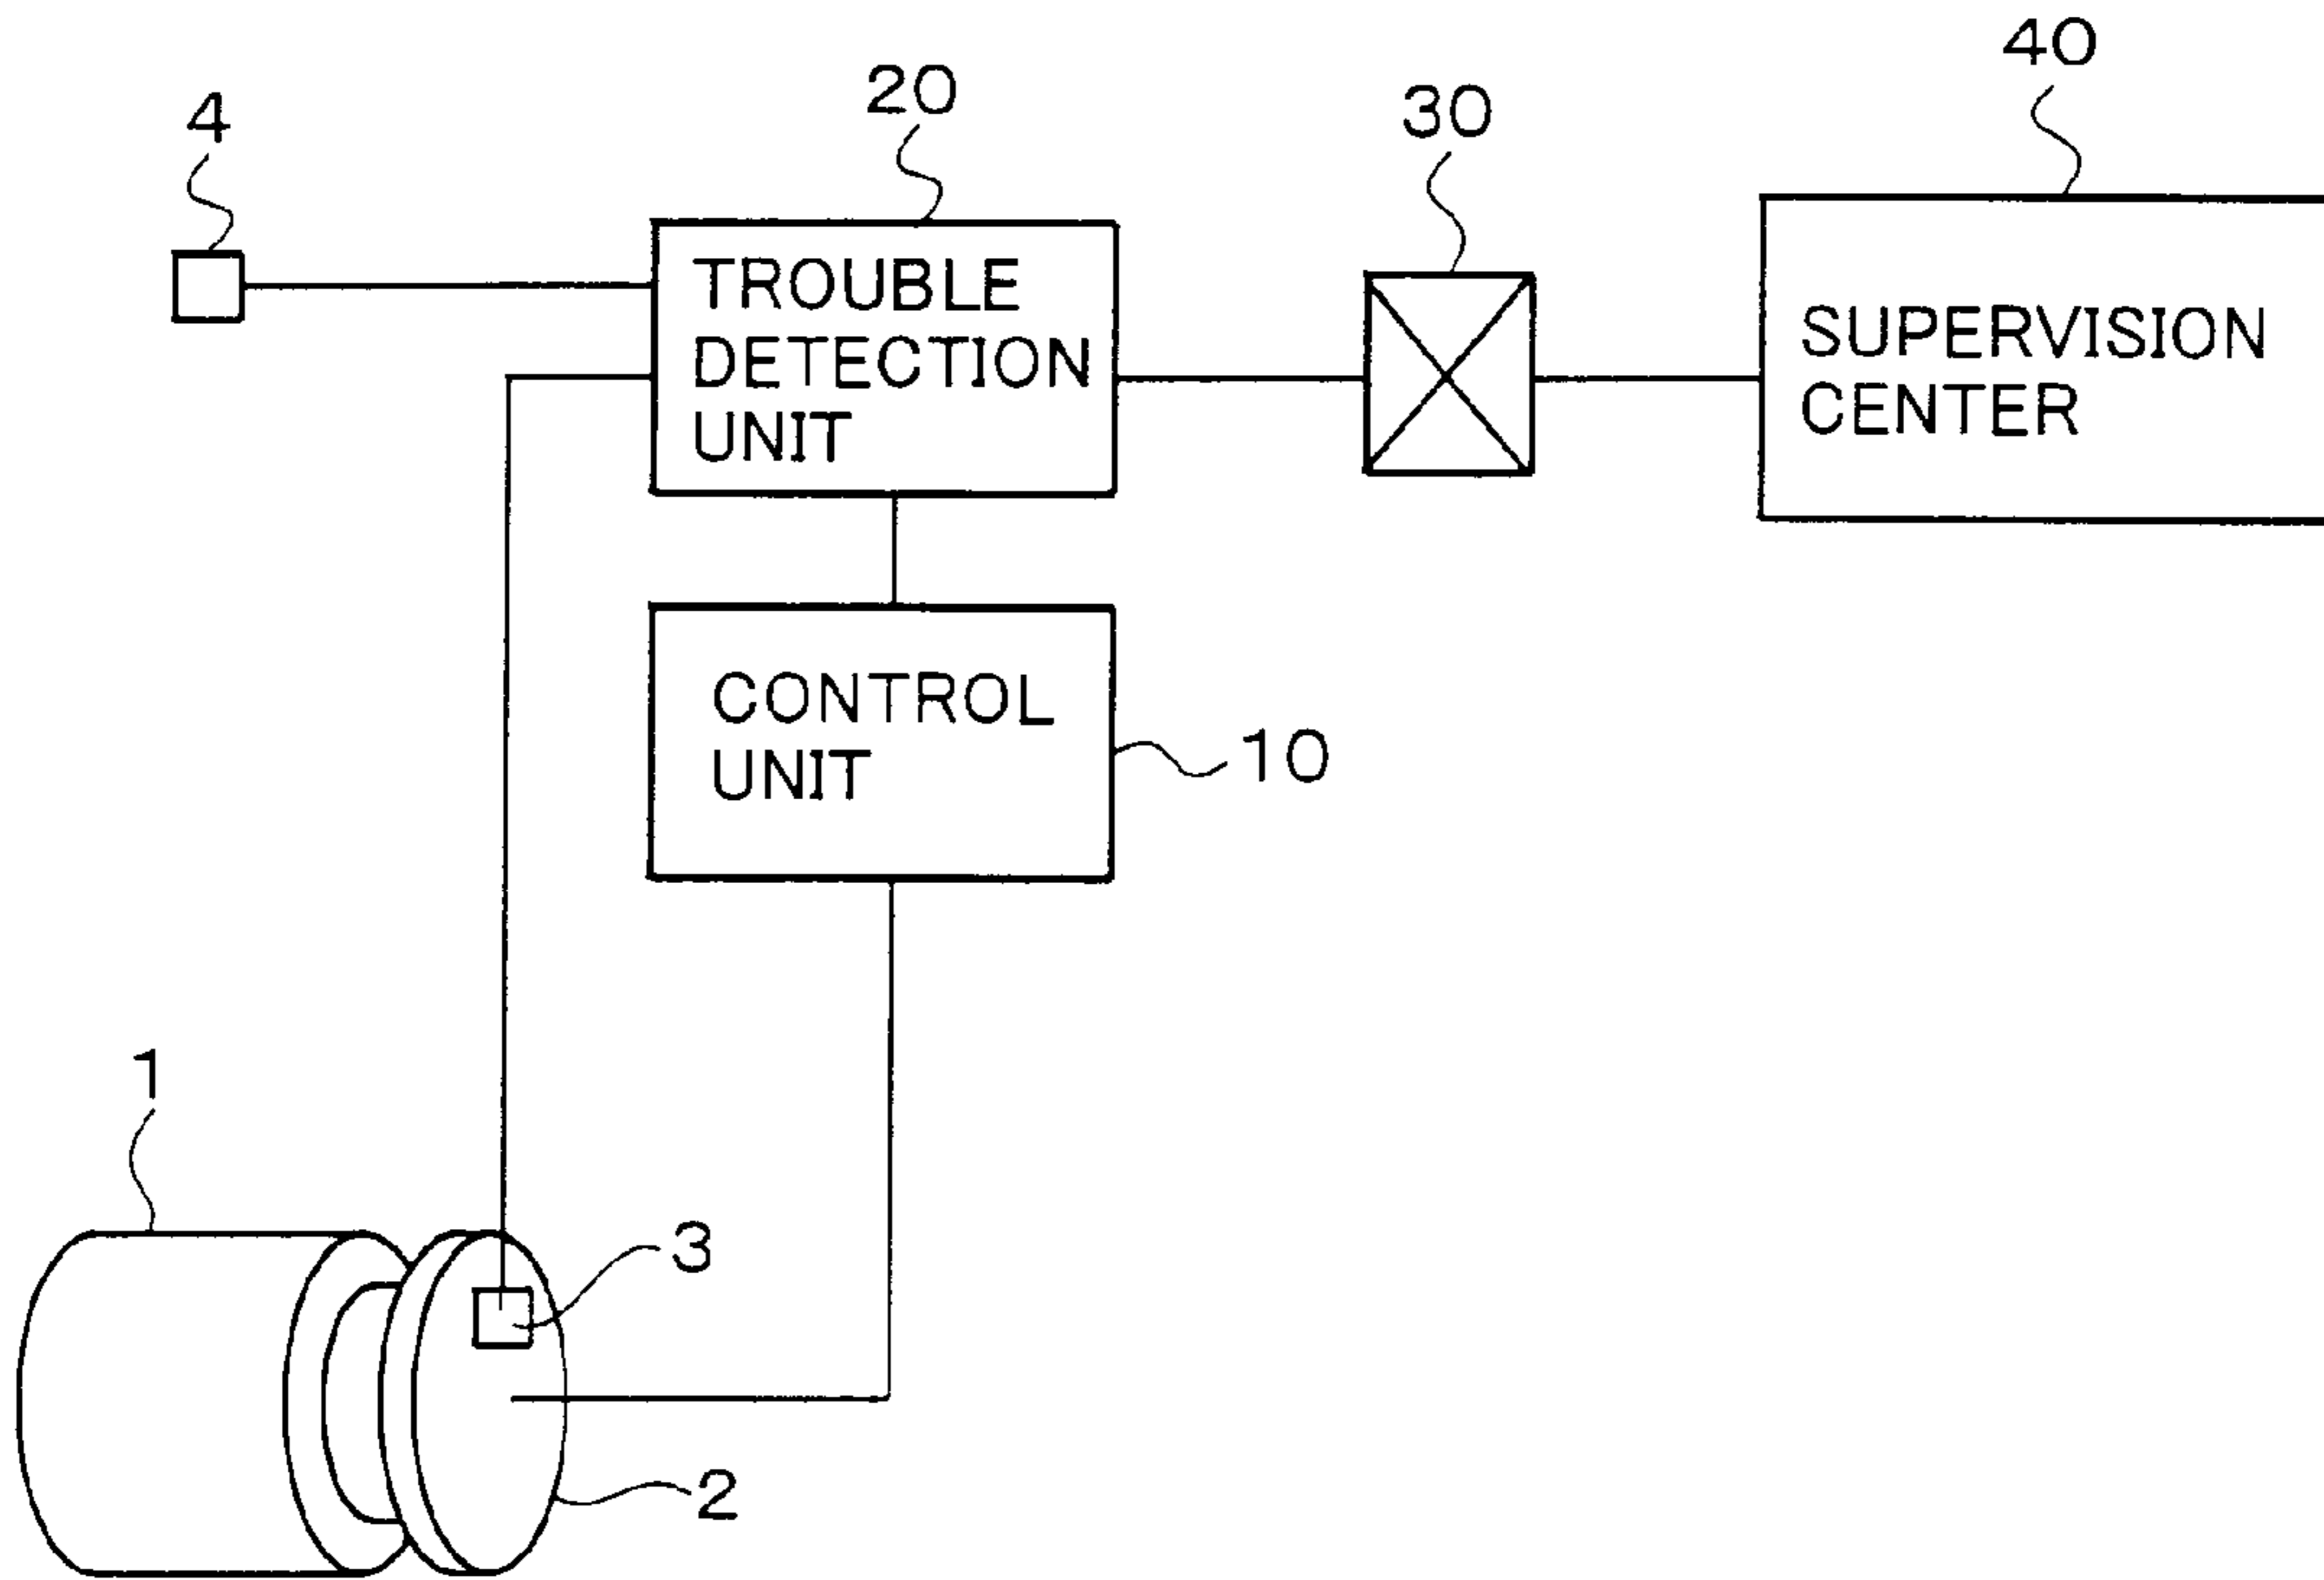 40
20
30
4
TROUBLE
DETECTION
UNIT
SUPERVISION
CENTER
CONTROL
UNIT
10
1
3
2